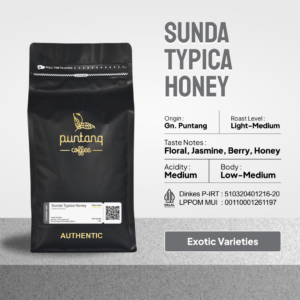 SUNDA
TYPICA
HONEY
Origin :
Gn. Puntang
Roast Level :
Light-Medium
Taste Notes :
Floral, Jasmine, Berry, Honey
Acidity :
Medium
Body :
Low-Medium
HALAL
Dinkes P-IRT : 510320401216-20
LPPOM MUI : 00110001261197
Exotic Varieties
puntang
coffee
Sunda Typica Honey
AUTHENTIC